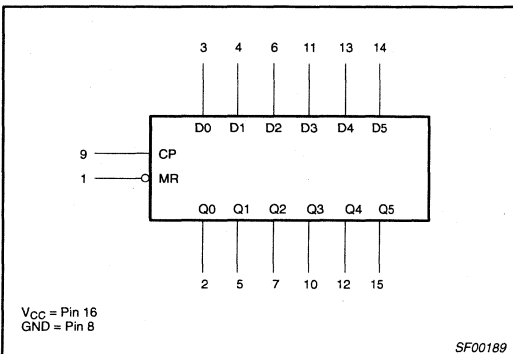 3 4 6 11 13 14
D0 D1 D2 D3 D4 D5
9 CP
1 MR
Q0 Q1 Q2 Q3 Q4 Q5
2 5 7 10 12 15
VCC = Pin 16
GND = Pin 8
SF00189